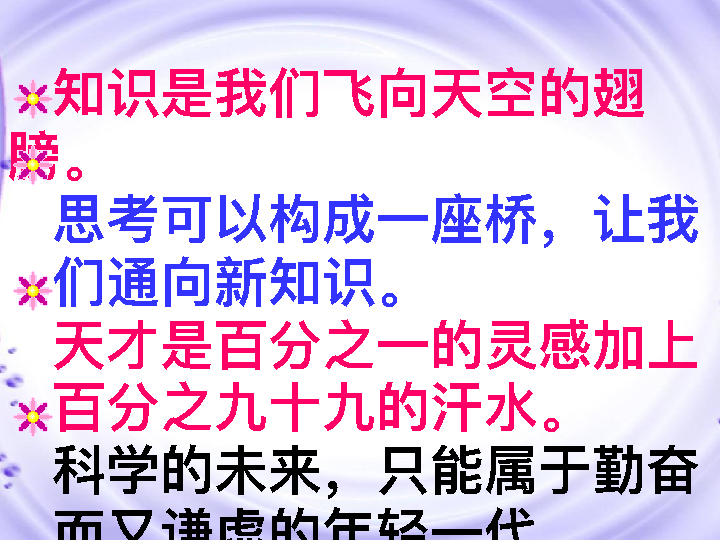 知识是我们飞向天空的翅
膀。
思考可以构成一座桥，让我
们通向新知识。
天才是百分之一的灵感加上
百分之九十九的汗水。
科学的未来，只能属于勤奋
而又谦虚的年轻一代